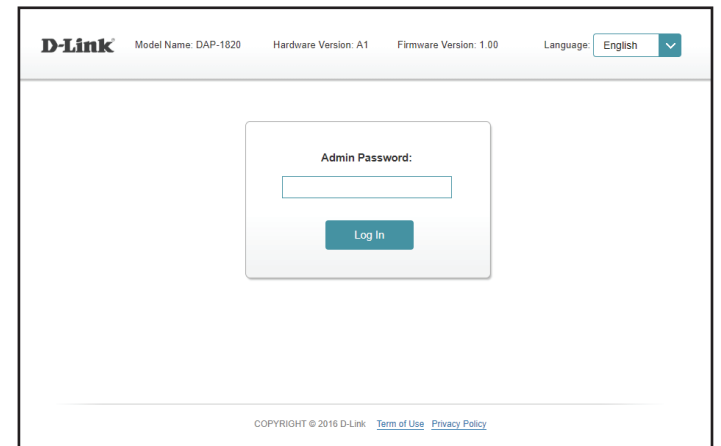 D-Link Model Name: DAP-1820 Hardware Version: A1 Firmware Version: 1.00 Language: English
Admin Password:
Log In
COPYRIGHT © 2016 D-Link Term of Use Privacy Policy